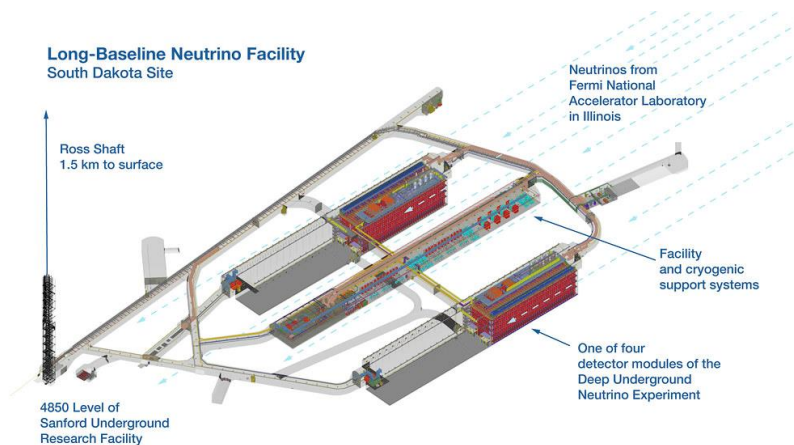 Long-Baseline Neutrino Facility
South Dakota Site
Neutrinos from
Fermi National
Accelerator Laboratory
in Illinois
Ross Shaft
1.5 km to surface
Facility
and cryogenic
support systems
One of four
detector modules of the
Deep Underground
Neutrino Experiment
4850 Level of
Sanford Underground
Research Facility